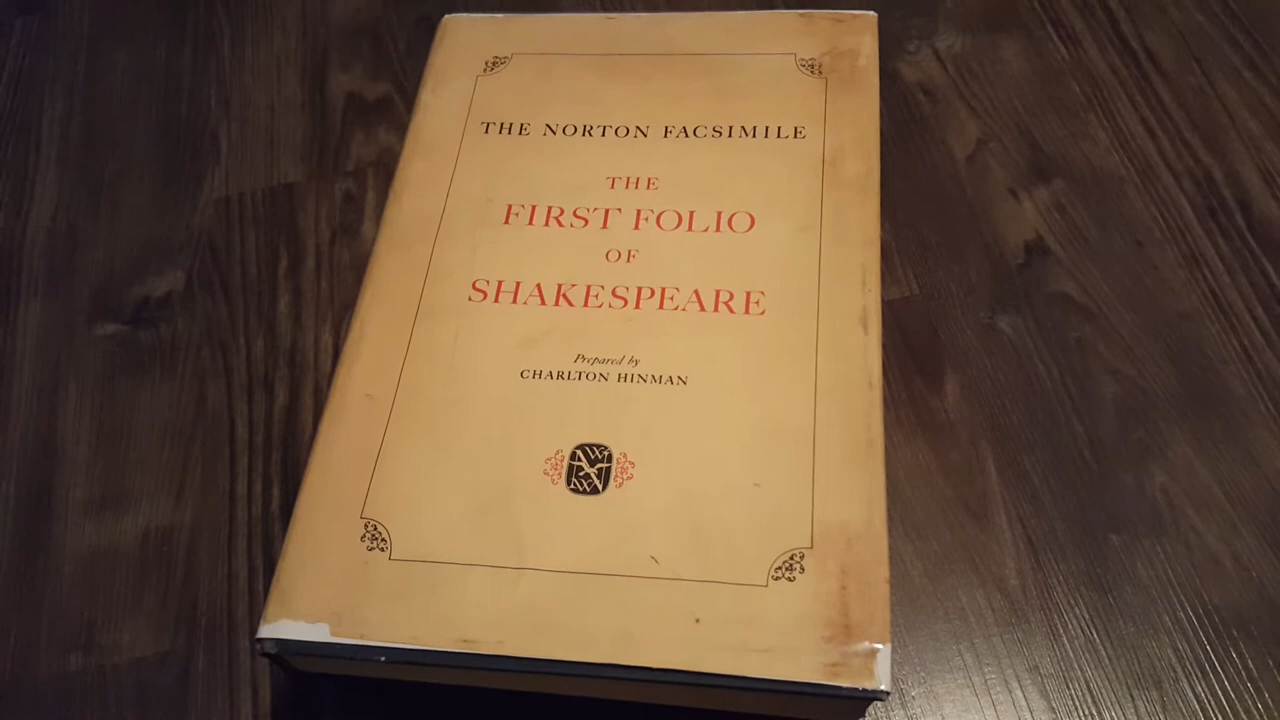 THE NORTON FACSIMILE
THE
FIRST FOLIO
OF
SHAKESPEARE
Prepared by
CHARLTON HINMAN